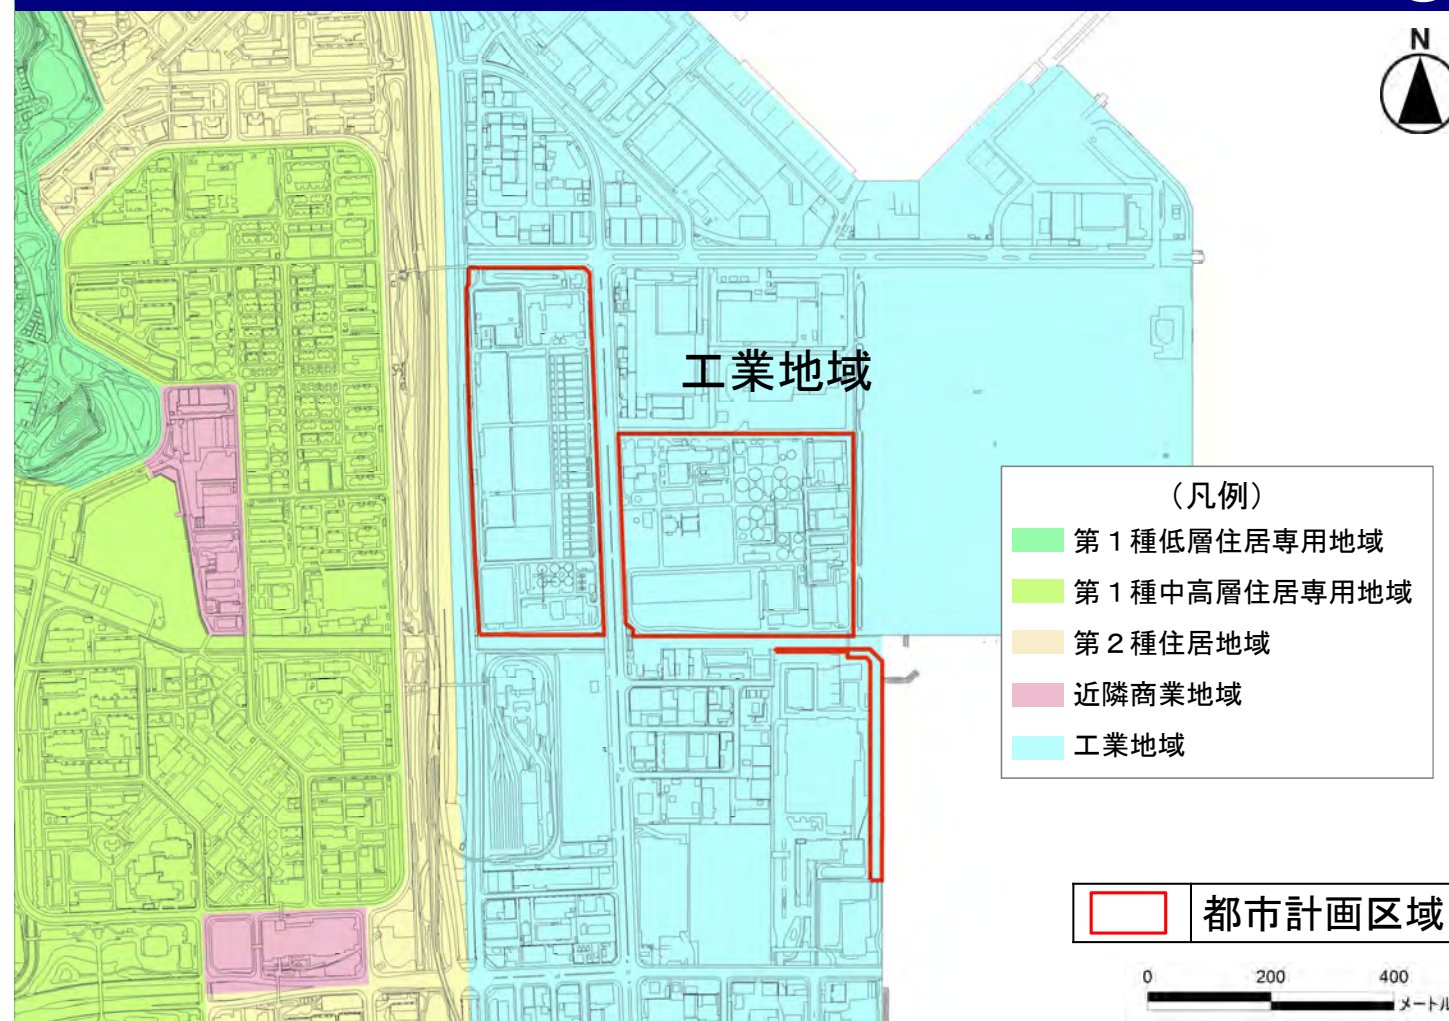 N
工業地域
(凡例)
第1種低層住居専用地域
第1種中高層住居専用地域
第2種住居地域
近隣商業地域
工業地域
都市計画区域
0 200 400
メートル